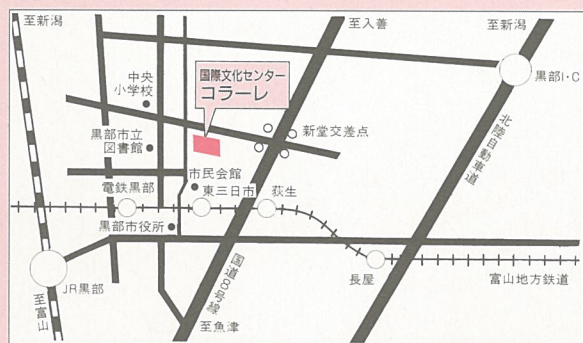 至新潟
至入善
至新潟
国際文化センター
コラーレ
中央
小学校
黒部I・C
新堂交差点
黒部市立
図書館
北陸自動車道
市民会館
電鉄黒部
東三日市
荻生
黒部市役所
国道8号線
長屋
富山地方鉄道
JR黒部
至富山
至魚津